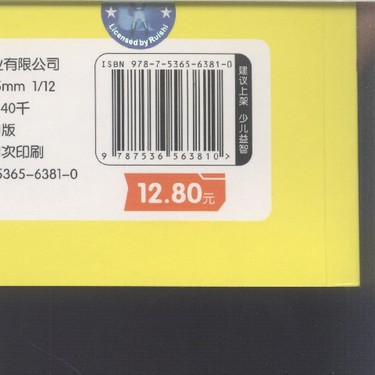 Licensed by Ruishi
业有限公司
ISBN 978-7-5365-6381-0
5mm 1/12
40千
版
次印刷
9 787536 563810 >
建议上架 少儿益智
5365-6381-0
12.80元